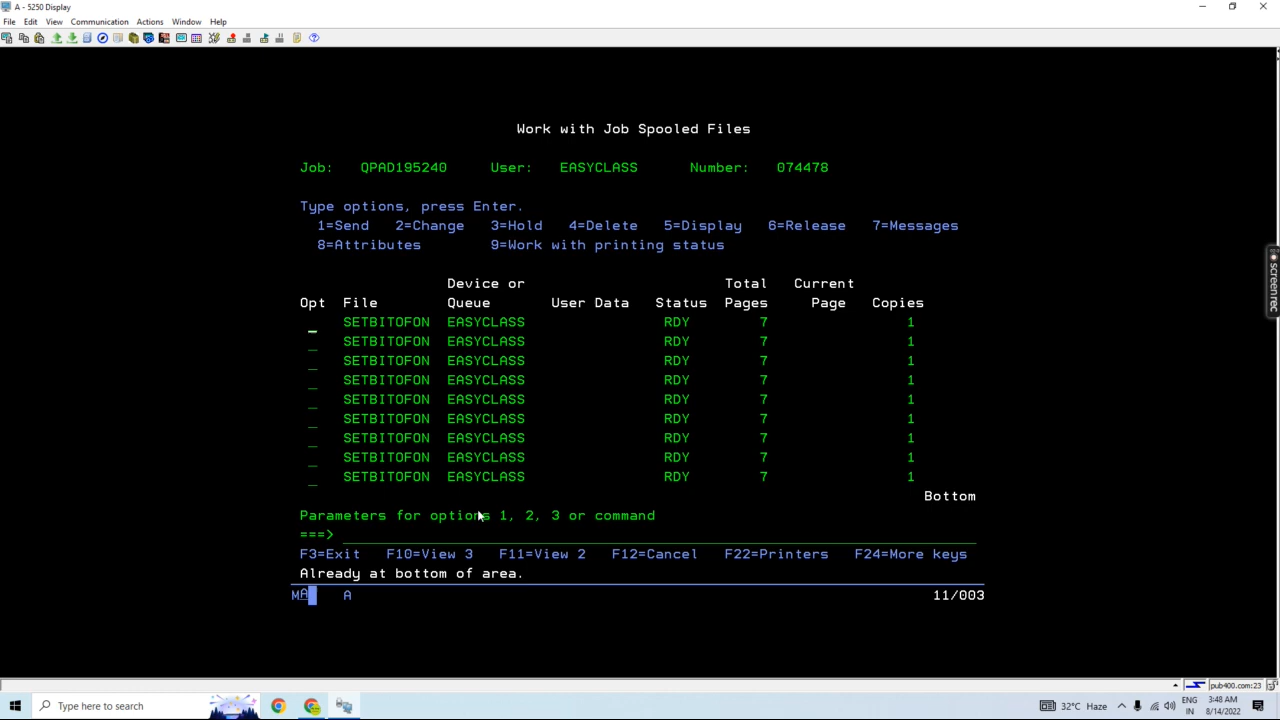 A - 5250 Display
File Edit View Communication Actions Window Help
Work with Job Spooled Files
Job: QPAD195240 User: EASYCLASS Number: 074478
Type options, press Enter.
1=Send 2=Change 3=Hold 4=Delete 5=Display 6=Release 7=Messages
8=Attributes 9=Work with printing status
Device or Total Current
Opt File Queue User Data Status Pages Page Copies
_ SETBITOFON EASYCLASS RDY 7 1
_ SETBITOFON EASYCLASS RDY 7 1
_ SETBITOFON EASYCLASS RDY 7 1
_ SETBITOFON EASYCLASS RDY 7 1
_ SETBITOFON EASYCLASS RDY 7 1
_ SETBITOFON EASYCLASS RDY 7 1
_ SETBITOFON EASYCLASS RDY 7 1
_ SETBITOFON EASYCLASS RDY 7 1
_ SETBITOFON EASYCLASS RDY 7 1
Bottom
Parameters for options 1, 2, 3 or command
===>
F3=Exit F10=View 3 F11=View 2 F12=Cancel F22=Printers F24=More keys
Already at bottom of area.
MA A 11/003
screenrec
pub400.com:23
Type here to search
32°C Haze
ENG
IN
3:48 AM
8/14/2022